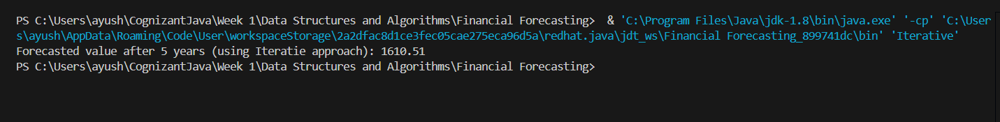 PS C:\Users\ayush\CognizantJava\Week 1\Data Structures and Algorithms\Financial Forecasting>  & 'C:\Program Files\Java\jdk-1.8\bin\java.exe' '-cp' 'C:\User
s\ayush\AppData\Roaming\Code\User\workspaceStorage\2a2dfac8d1ce3fec05cae275eca96d5a\redhat.java\jdt_ws\Financial Forecasting_899741dc\bin' 'Iterative'
Forecasted value after 5 years (using Iteratie approach): 1610.51
PS C:\Users\ayush\CognizantJava\Week 1\Data Structures and Algorithms\Financial Forecasting>